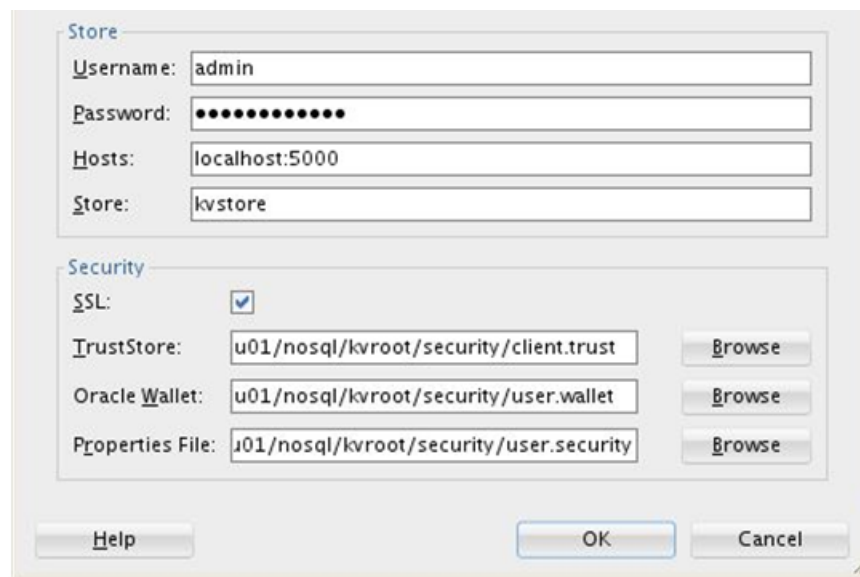 Store
Username: admin
Password: ●●●●●●●●●●●●
Hosts: localhost:5000
Store: kvstore
Security
SSL:
TrustStore: u01/nosql/kvroot/security/client.trust Browse
Oracle Wallet: u01/nosql/kvroot/security/user.wallet Browse
Properties File: u01/nosql/kvroot/security/user.security Browse
Help OK Cancel